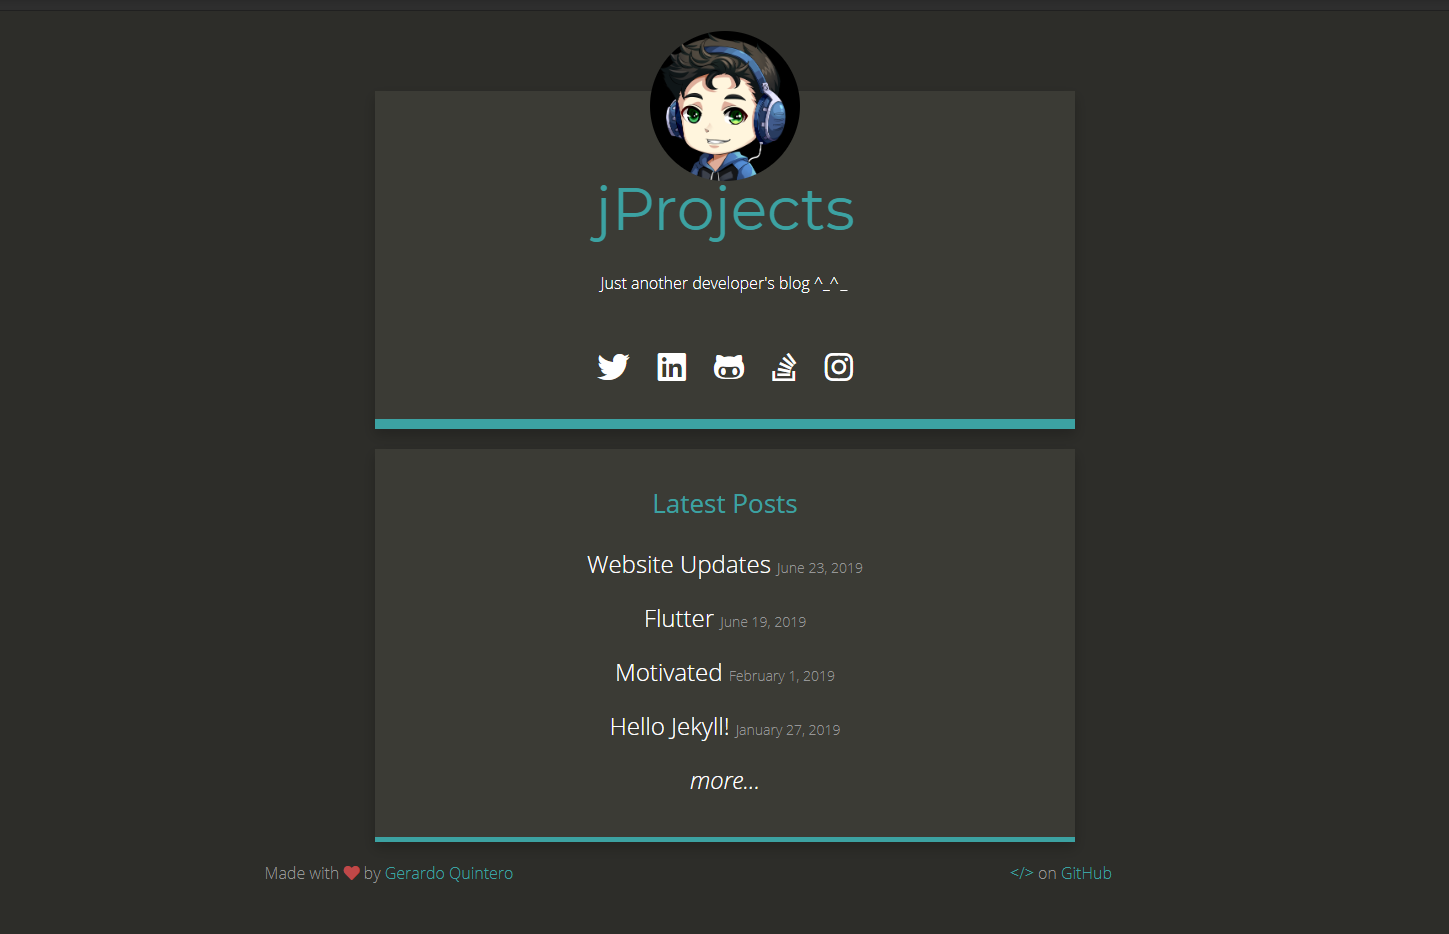 jProjects
Just another developer's blog ^_^_
Latest Posts
Website Updates June 23, 2019
Flutter June 19, 2019
Motivated February 1, 2019
Hello Jekyll! January 27, 2019
more...
Made with ❤ by Gerardo Quintero
</> on GitHub